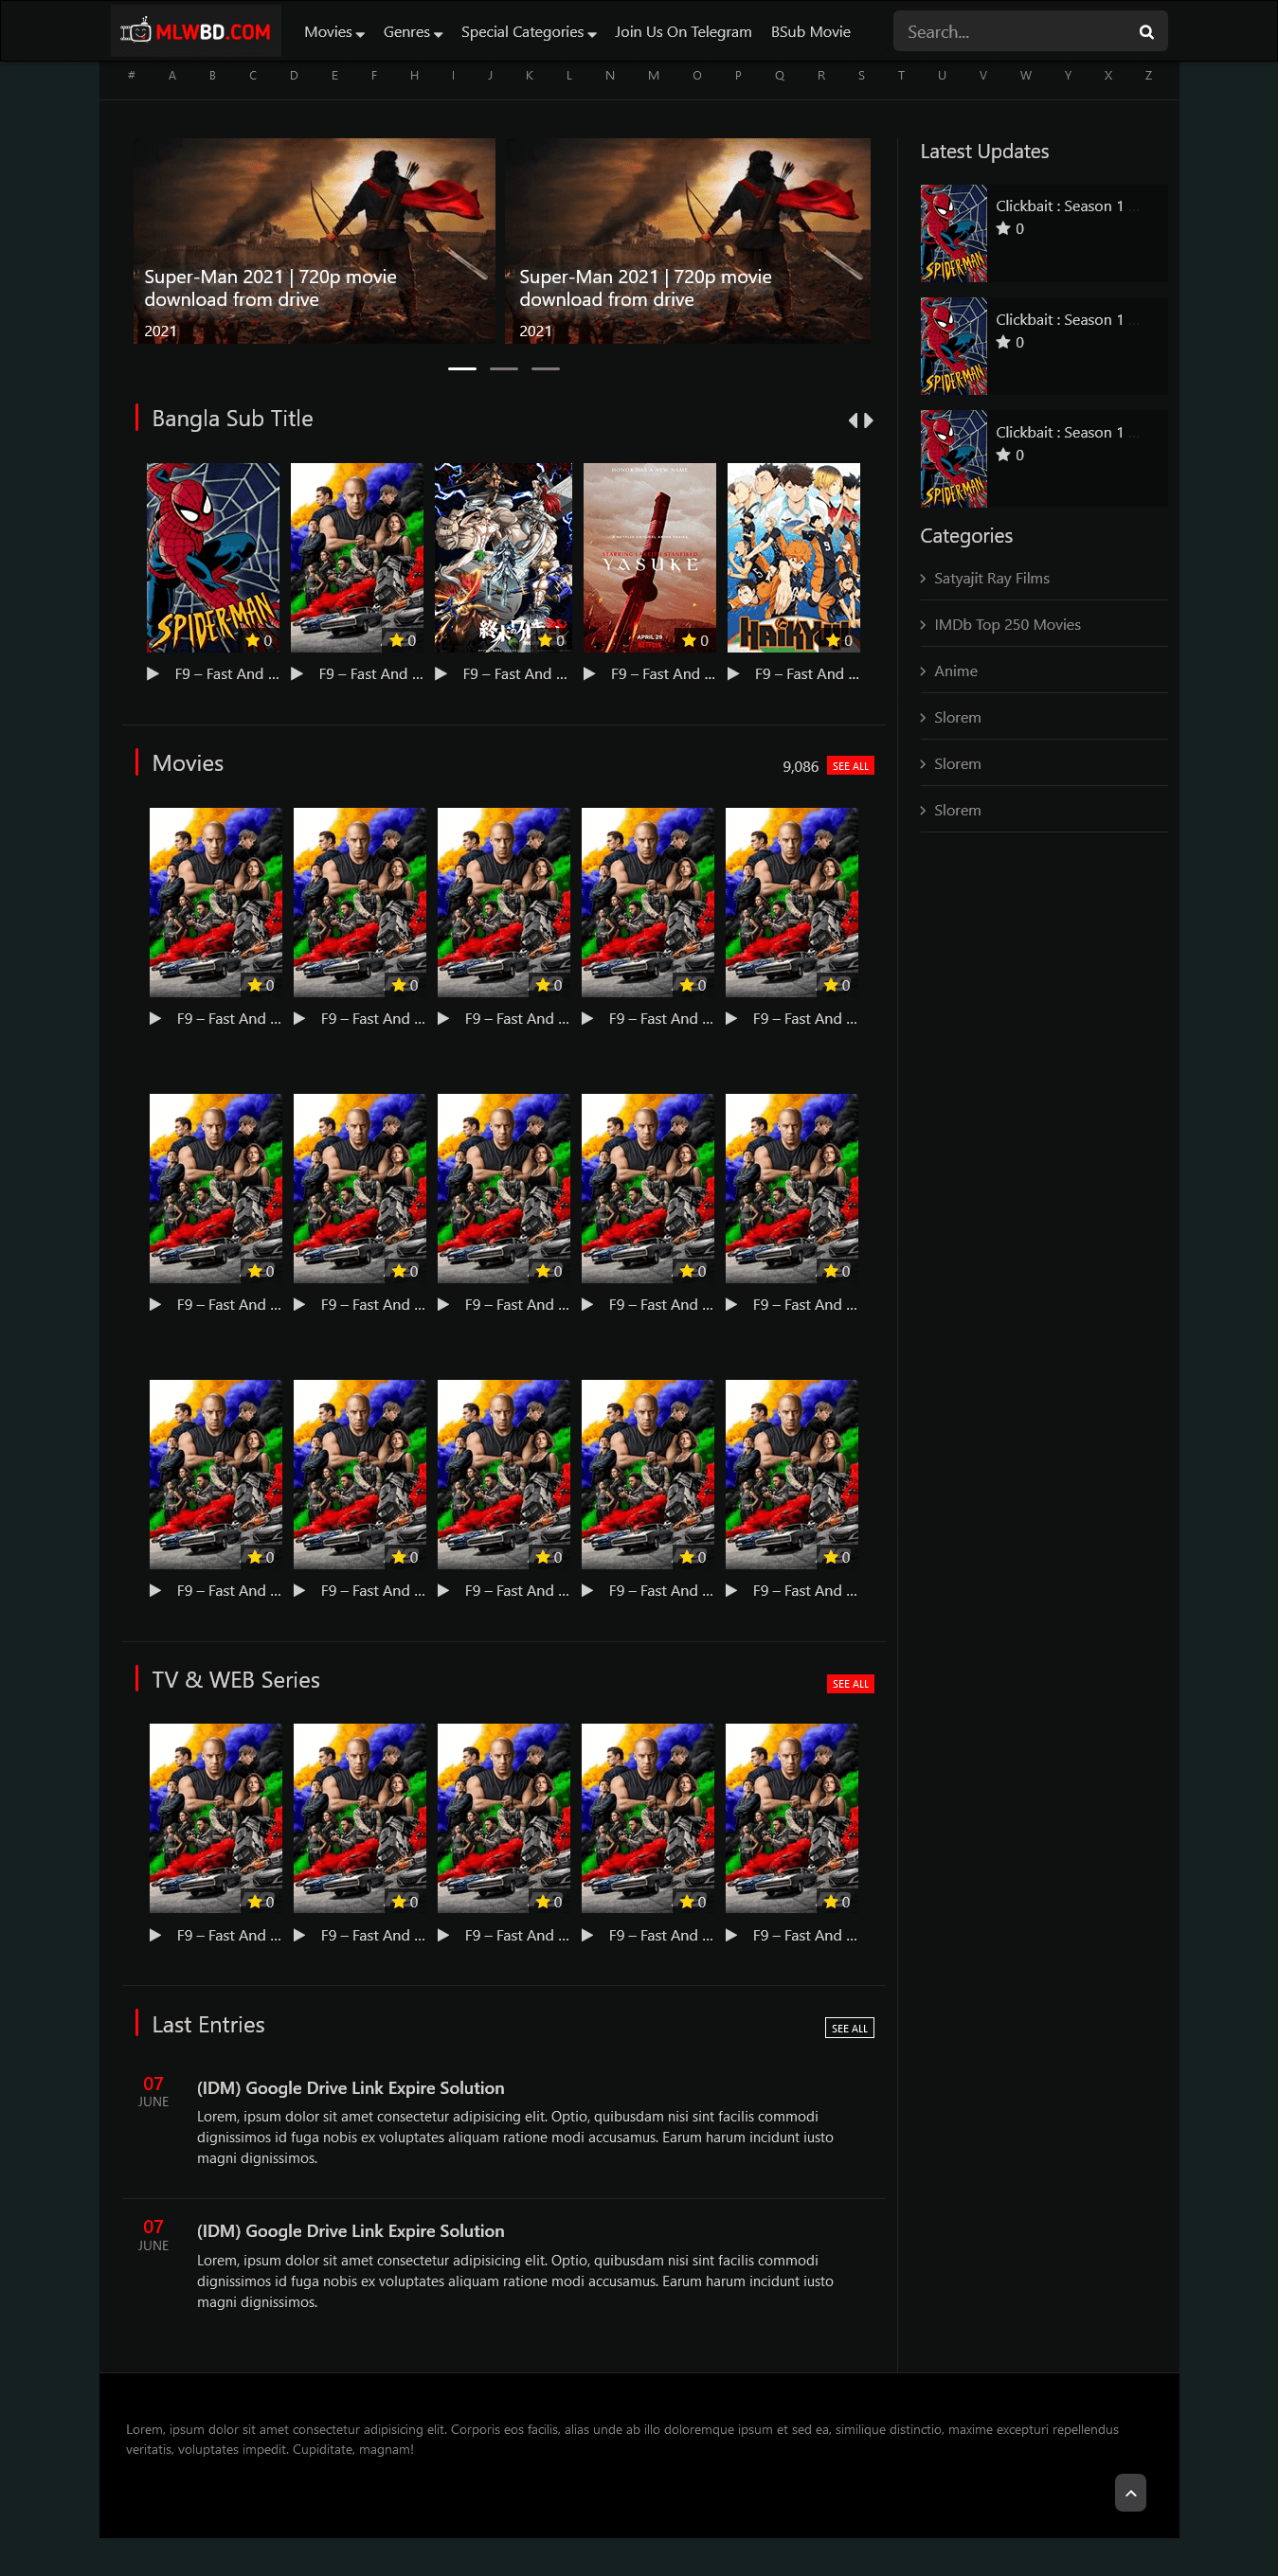 MLWBD.COM
Movies
Genres
Special Categories
Join Us On Telegram
BSub Movie
Search...
# A B C D E F H I J K L N M O P Q R S T U V W Y X Z
Super-Man 2021 | 720p movie
download from drive
2021
Super-Man 2021 | 720p movie
download from drive
2021
Bangla Sub Title
SPIDER-MAN
0
HONOR HAS A NEW NAME
STARRING LAKEITH STANFIELD
YASUKE
APRIL 29
NETFLIX
HAIKYU!!
0
0
0
0
F9 – Fast And ...
F9 – Fast And ...
F9 – Fast And ...
F9 – Fast And ...
F9 – Fast And ...
Movies
9,086
SEE ALL
0
0
0
0
0
F9 – Fast And ...
F9 – Fast And ...
F9 – Fast And ...
F9 – Fast And ...
F9 – Fast And ...
0
0
0
0
0
F9 – Fast And ...
F9 – Fast And ...
F9 – Fast And ...
F9 – Fast And ...
F9 – Fast And ...
0
0
0
0
0
F9 – Fast And ...
F9 – Fast And ...
F9 – Fast And ...
F9 – Fast And ...
F9 – Fast And ...
TV & WEB Series
SEE ALL
0
0
0
0
0
F9 – Fast And ...
F9 – Fast And ...
F9 – Fast And ...
F9 – Fast And ...
F9 – Fast And ...
Last Entries
SEE ALL
07
JUNE
(IDM) Google Drive Link Expire Solution
Lorem, ipsum dolor sit amet consectetur adipisicing elit. Optio, quibusdam nisi sint facilis commodi
dignissimos id fuga nobis ex voluptates aliquam ratione modi accusamus. Earum harum incidunt iusto
magni dignissimos.
07
JUNE
(IDM) Google Drive Link Expire Solution
Lorem, ipsum dolor sit amet consectetur adipisicing elit. Optio, quibusdam nisi sint facilis commodi
dignissimos id fuga nobis ex voluptates aliquam ratione modi accusamus. Earum harum incidunt iusto
magni dignissimos.
Latest Updates
SPIDER-MAN
Clickbait : Season 1 ...
0
SPIDER-MAN
Clickbait : Season 1 ...
0
SPIDER-MAN
Clickbait : Season 1 ...
0
Categories
Satyajit Ray Films
IMDb Top 250 Movies
Anime
Slorem
Slorem
Slorem
Lorem, ipsum dolor sit amet consectetur adipisicing elit. Corporis eos facilis, alias unde ab illo doloremque ipsum et sed ea, similique distinctio, maxime excepturi repellendus
veritatis, voluptates impedit. Cupiditate, magnam!